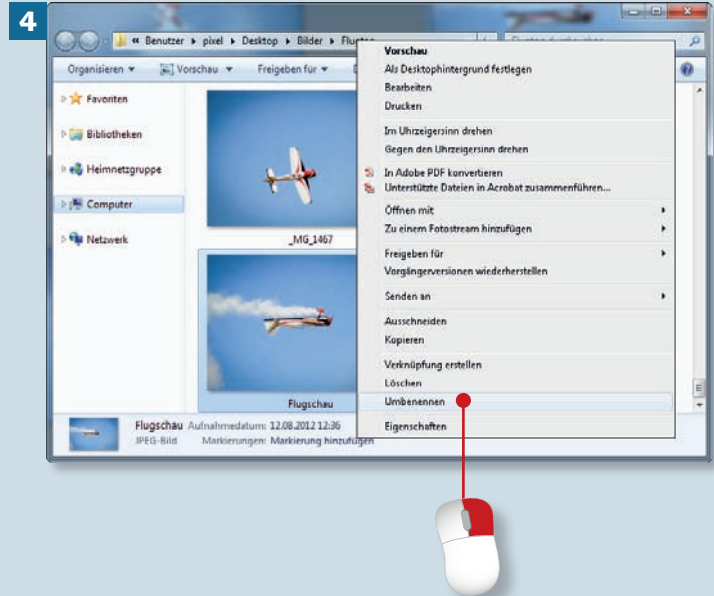 4
« Benutzer ▸ pixel ▸ Desktop ▸ Bilder ▸
Organisieren ▾ Vorschau ▾ Freigeben für ▾
Favoriten
Bibliotheken
Heimnetzgruppe
Computer
Netzwerk
_MG_1467
Flugschau
Vorschau
Als Desktophintergrund festlegen
Bearbeiten
Drucken
Im Uhrzeigersinn drehen
Gegen den Uhrzeigersinn drehen
In Adobe PDF konvertieren
Unterstützte Dateien in Acrobat zusammenführen...
Öffnen mit
Zu einem Fotostream hinzufügen
Freigeben für
Vorgängerversionen wiederherstellen
Senden an
Ausschneiden
Kopieren
Verknüpfung erstellen
Löschen
Umbenennen
Eigenschaften
Flugschau Aufnahmedatum: 12.08.2012 12:36
JPEG-Bild Markierungen: Markierung hinzufügen